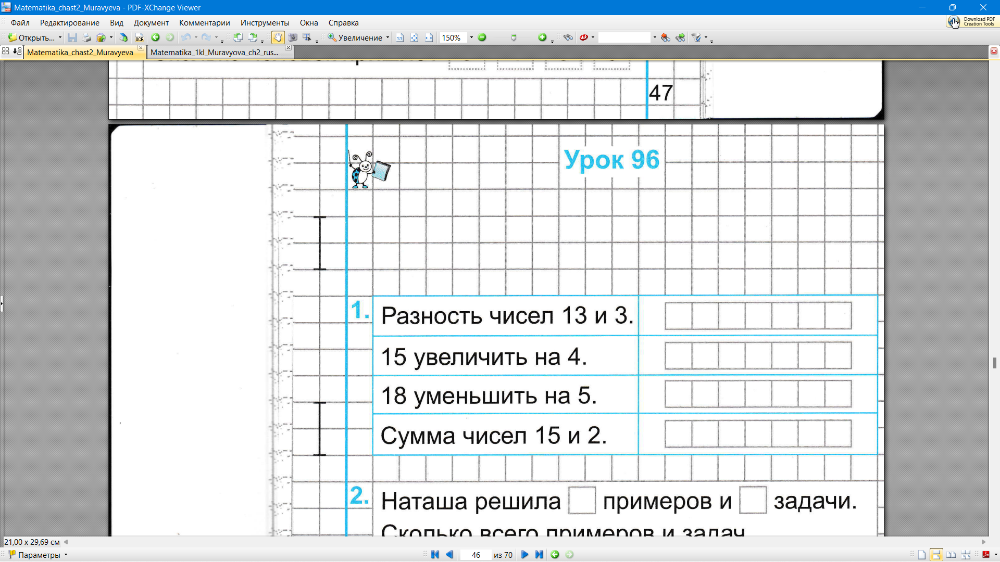 Matematika_chast2_Muravyeva - PDF-XChange Viewer
Файл Редактирование Вид Документ Комментарии Инструменты Окна Справка
Download PDF
Creation Tools
Открыть... OCR Увеличение 1:1 150%
Matematika_chast2_Muravyeva Matematika_1kl_Muravyova_ch2_rus...
47
Урок 96
1. Разность чисел 13 и 3.
15 увеличить на 4.
18 уменьшить на 5.
Сумма чисел 15 и 2.
2. Наташа решила примеров и задачи.
Сколько всего примеров и задач
21,00 x 29,69 см
Параметры 46 из 70